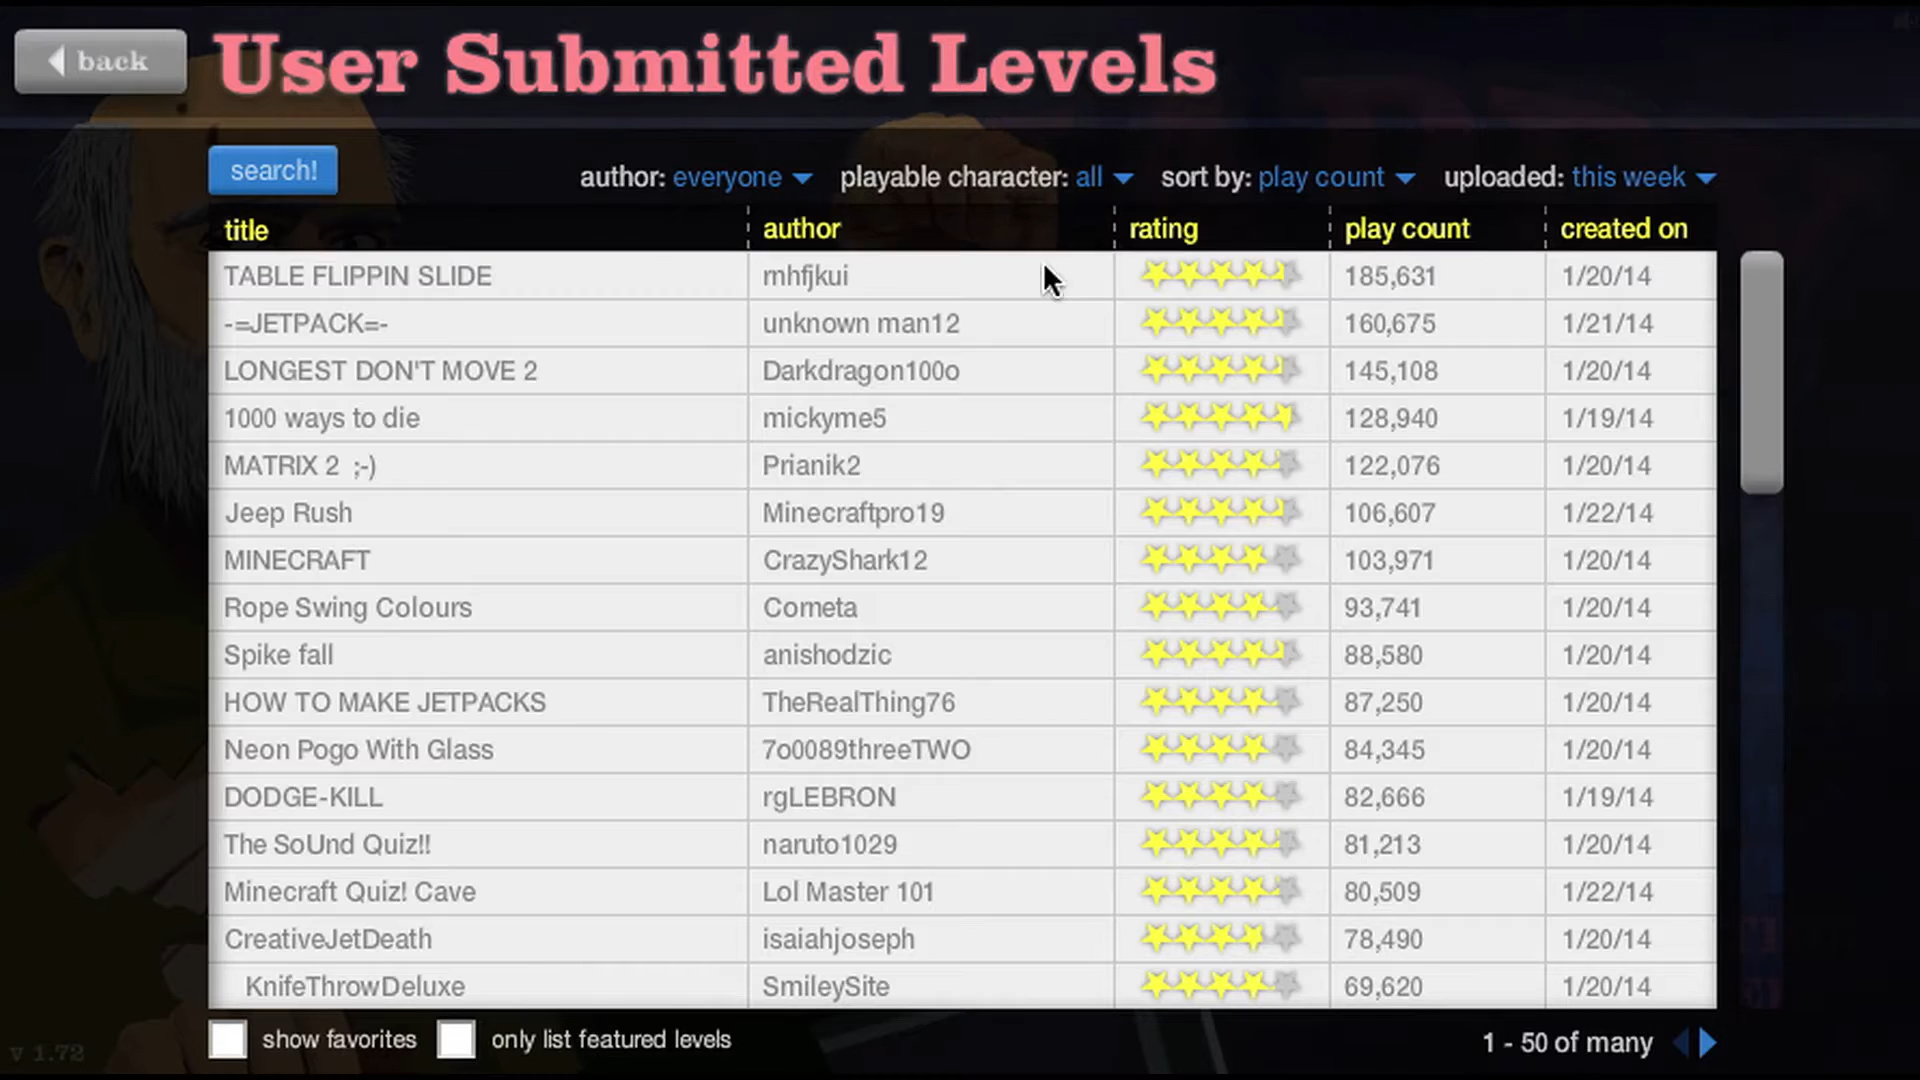 back
User Submitted Levels
search!
author: everyone playable character: all sort by: play count uploaded: this week
title author rating play count created on
TABLE FLIPPIN SLIDE mhfjkui 185,631 1/20/14
-=JETPACK=- unknown man12 160,675 1/21/14
LONGEST DON'T MOVE 2 Darkdragon100o 145,108 1/20/14
1000 ways to die mickyme5 128,940 1/19/14
MATRIX 2 ;-) Prianik2 122,076 1/20/14
Jeep Rush Minecraftpro19 106,607 1/22/14
MINECRAFT CrazyShark12 103,971 1/20/14
Rope Swing Colours Cometa 93,741 1/20/14
Spike fall anishodzic 88,580 1/20/14
HOW TO MAKE JETPACKS TheRealThing76 87,250 1/20/14
Neon Pogo With Glass 7o0089threeTWO 84,345 1/20/14
DODGE-KILL rgLEBRON 82,666 1/19/14
The SoUnd Quiz!! naruto1029 81,213 1/20/14
Minecraft Quiz! Cave Lol Master 101 80,509 1/22/14
CreativeJetDeath isaiahjoseph 78,490 1/20/14
KnifeThrowDeluxe SmileySite 69,620 1/20/14
show favorites only list featured levels 1 - 50 of many
v 1.72